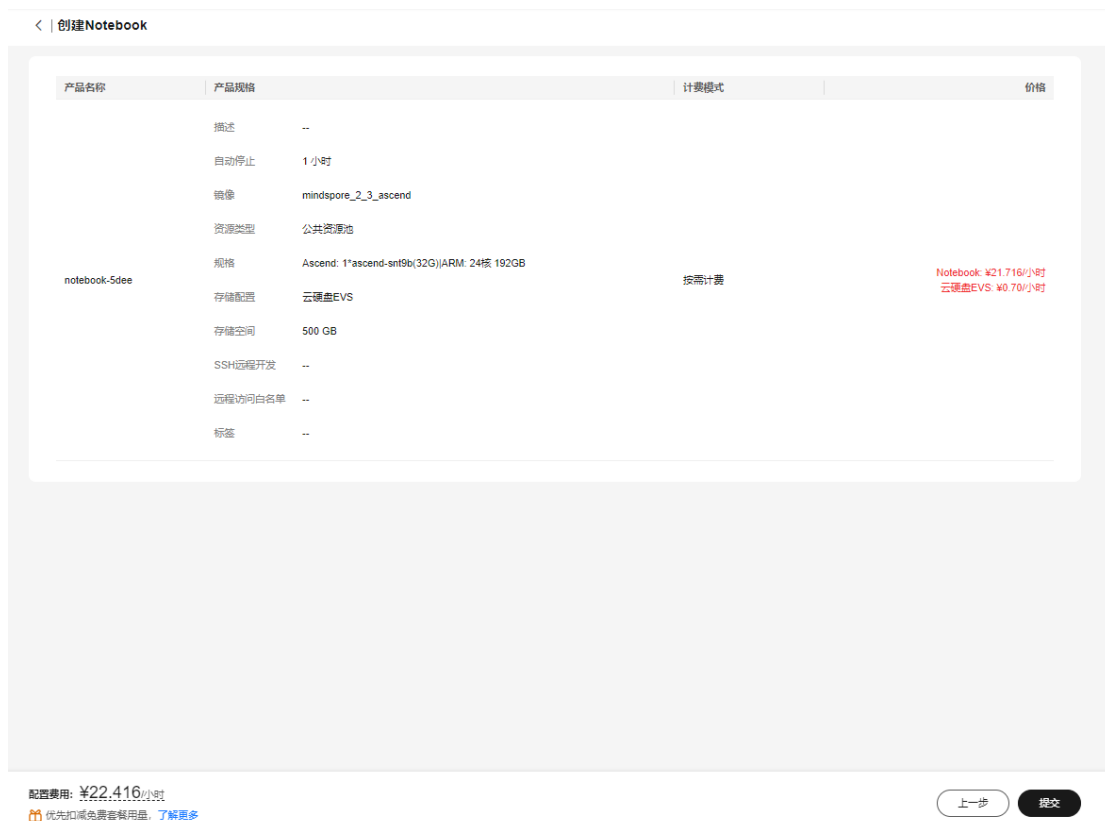 创建Notebook
产品名称 产品规格 计费模式 价格
描述 --
自动停止 1 小时
镜像 mindspore_2_3_ascend
资源类型 公共资源池
规格 Ascend: 1*ascend-snt9b(32G)|ARM: 24核 192GB
notebook-5dee 按需计费 Notebook: ¥21.716/小时
云硬盘EVS: ¥0.70/小时
存储配置 云硬盘EVS
存储空间 500 GB
SSH远程开发 --
远程访问白名单 --
标签 --
配置费用: ¥22.416/小时
优先扣减免费套餐用量，了解更多
上一步 提交